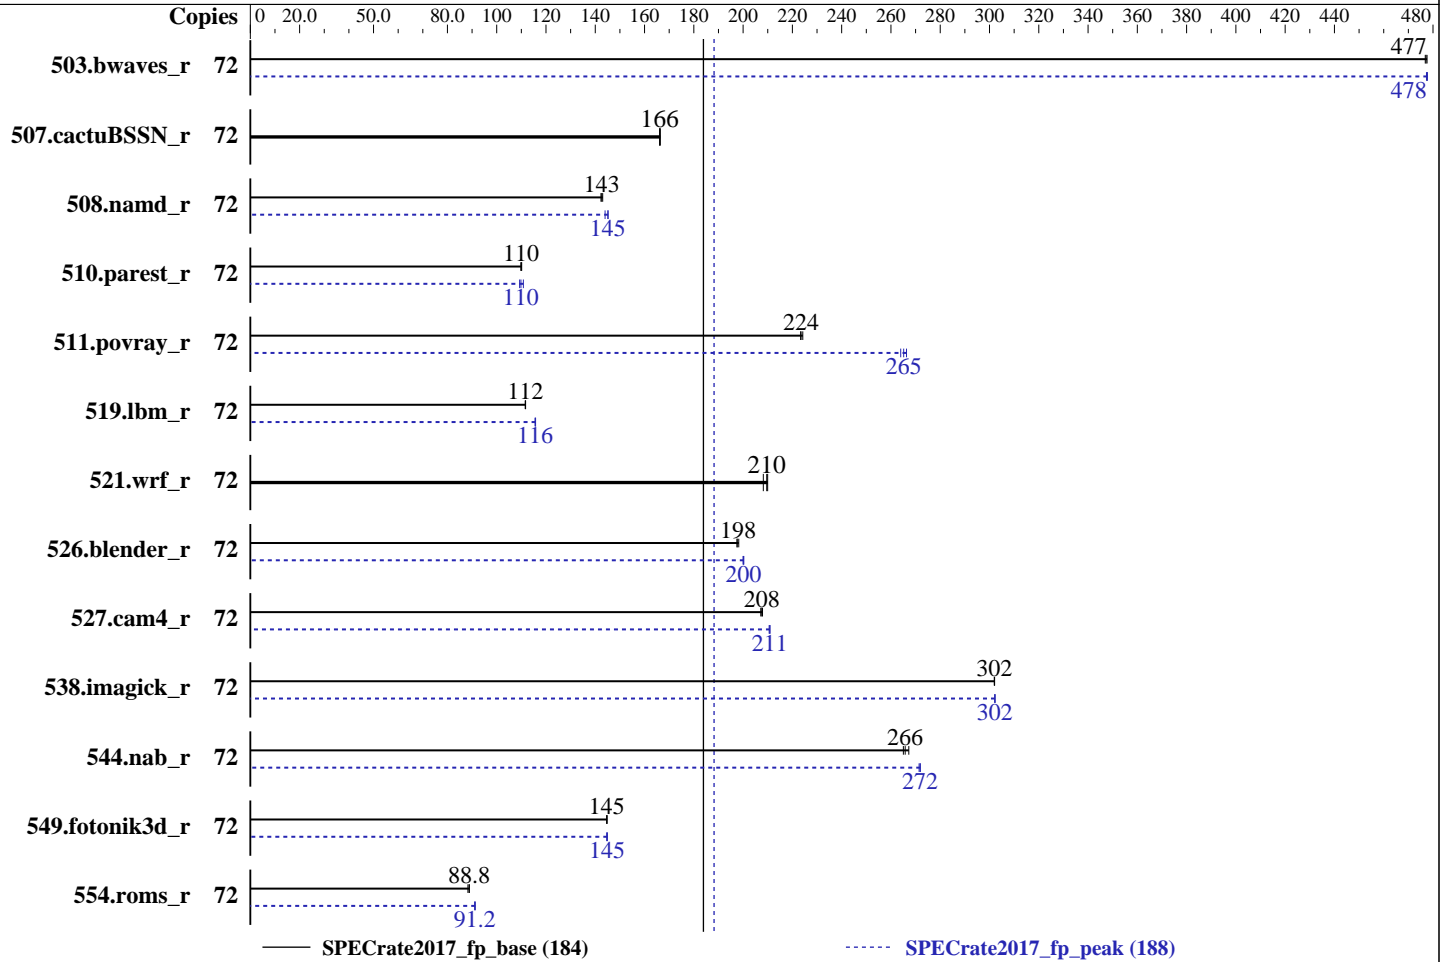 Copies 0 20.0 50.0 80.0 100 120 140 160 180 200 220 240 260 280 300 320 340 360 380 400 420 440 480
503.bwaves_r 72 477
478
507.cactuBSSN_r 72 166
508.namd_r 72 143
145
510.parest_r 72 110
110
511.povray_r 72 224
265
519.lbm_r 72 112
116
521.wrf_r 72 210
526.blender_r 72 198
200
527.cam4_r 72 208
211
538.imagick_r 72 302
302
544.nab_r 72 266
272
549.fotonik3d_r 72 145
145
554.roms_r 72 88.8
91.2
SPECrate2017_fp_base (184) SPECrate2017_fp_peak (188)